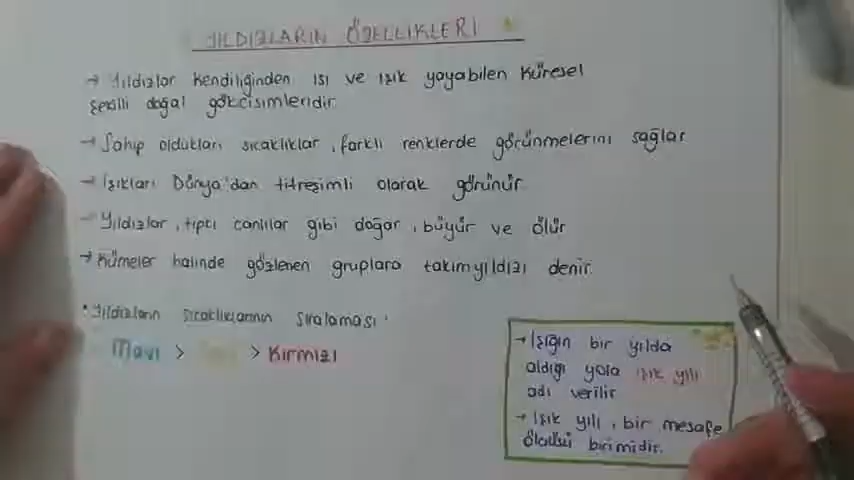 YILDIZLARIN ÖZELLİKLERİ
→ Yıldızlar kendiliğinden ısı ve ışık yayabilen küresel
şekilli doğal gökcisimleridir.
→ Sahip oldukları sıcaklıklar, farklı renklerde görünmelerini sağlar
→ Işıkları Dünya'dan titreşimli olarak görünür.
→ Yıldızlar, tıpkı canlılar gibi doğar, büyür ve ölür
→ Kümeler halinde gözlenen gruplara takımyıldızı denir.
• Yıldızların sıcaklıklarının sıralaması:
Mavi > > Kırmızı
→ Işığın bir yılda
aldığı yola ışık yılı
adı verilir
→ Işık yılı, bir mesafe
ölçüsü birimidir.